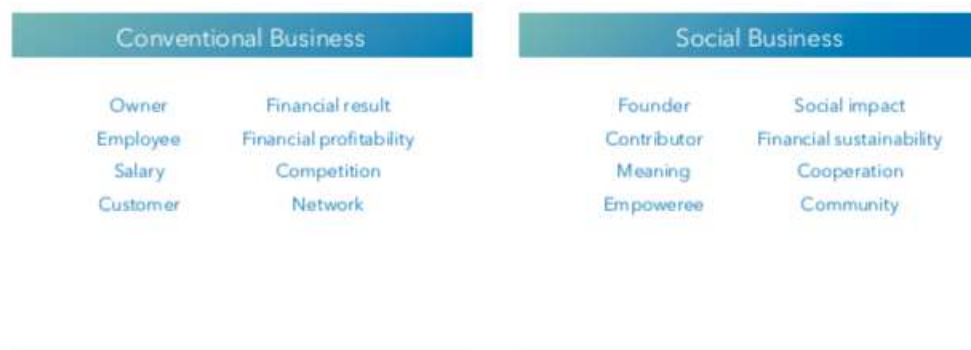 Conventional Business
Owner Financial result
Employee Financial profitability
Salary Competition
Customer Network
Social Business
Founder Social impact
Contributor Financial sustainability
Meaning Cooperation
Empoweree Community